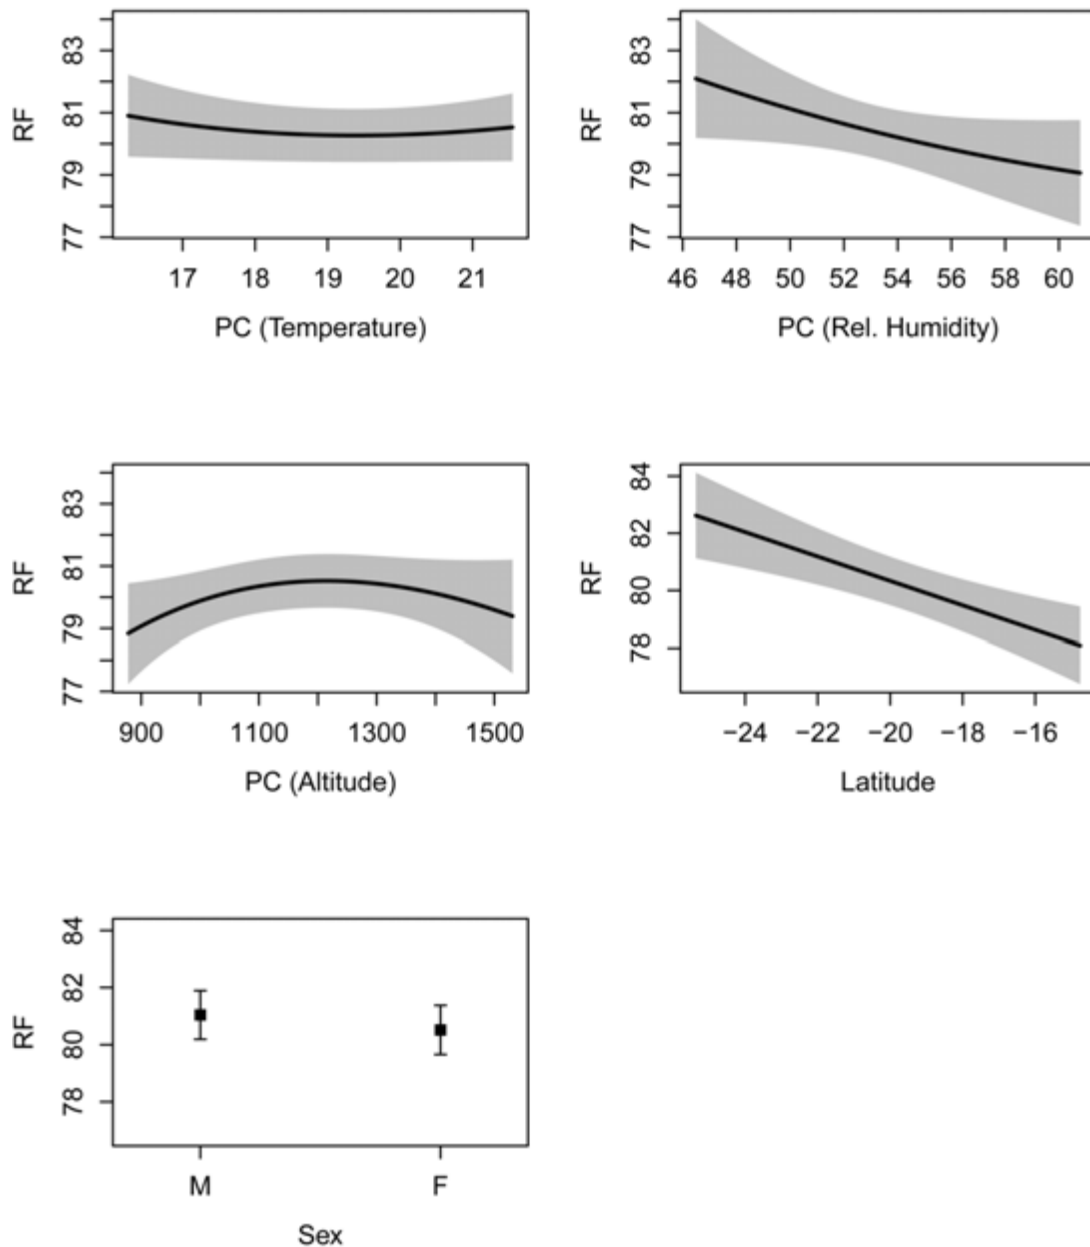 RF
83
81
79
77
17 18 19 20 21
PC (Temperature)
RF
83
81
79
77
46 48 50 52 54 56 58 60
PC (Rel. Humidity)
RF
83
81
79
77
900 1100 1300 1500
PC (Altitude)
RF
84
82
80
78
−24 −22 −20 −18 −16
Latitude
RF
84
82
80
78
M F
Sex